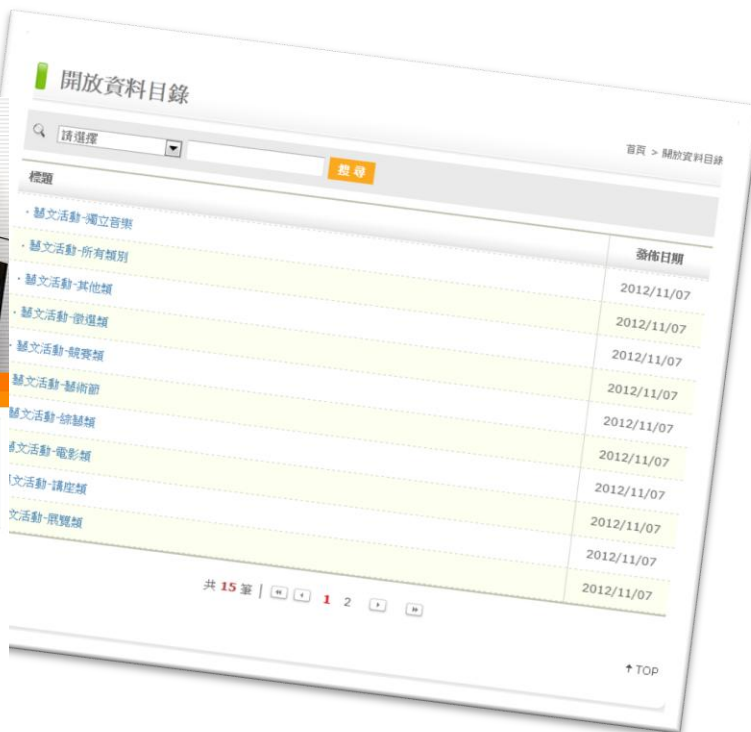 開放資料目錄
首頁 > 開放資料目錄
請選擇 搜尋
標題 發佈日期
· 藝文活動-獨立音樂 2012/11/07
· 藝文活動-所有類別 2012/11/07
· 藝文活動-其他類 2012/11/07
· 藝文活動-徵選類 2012/11/07
· 藝文活動-競賽類 2012/11/07
藝文活動-藝術節 2012/11/07
藝文活動-綜藝類 2012/11/07
藝文活動-電影類 2012/11/07
文活動-講座類 2012/11/07
文活動-展覽類 2012/11/07
共 15 筆 | 1 2
TOP